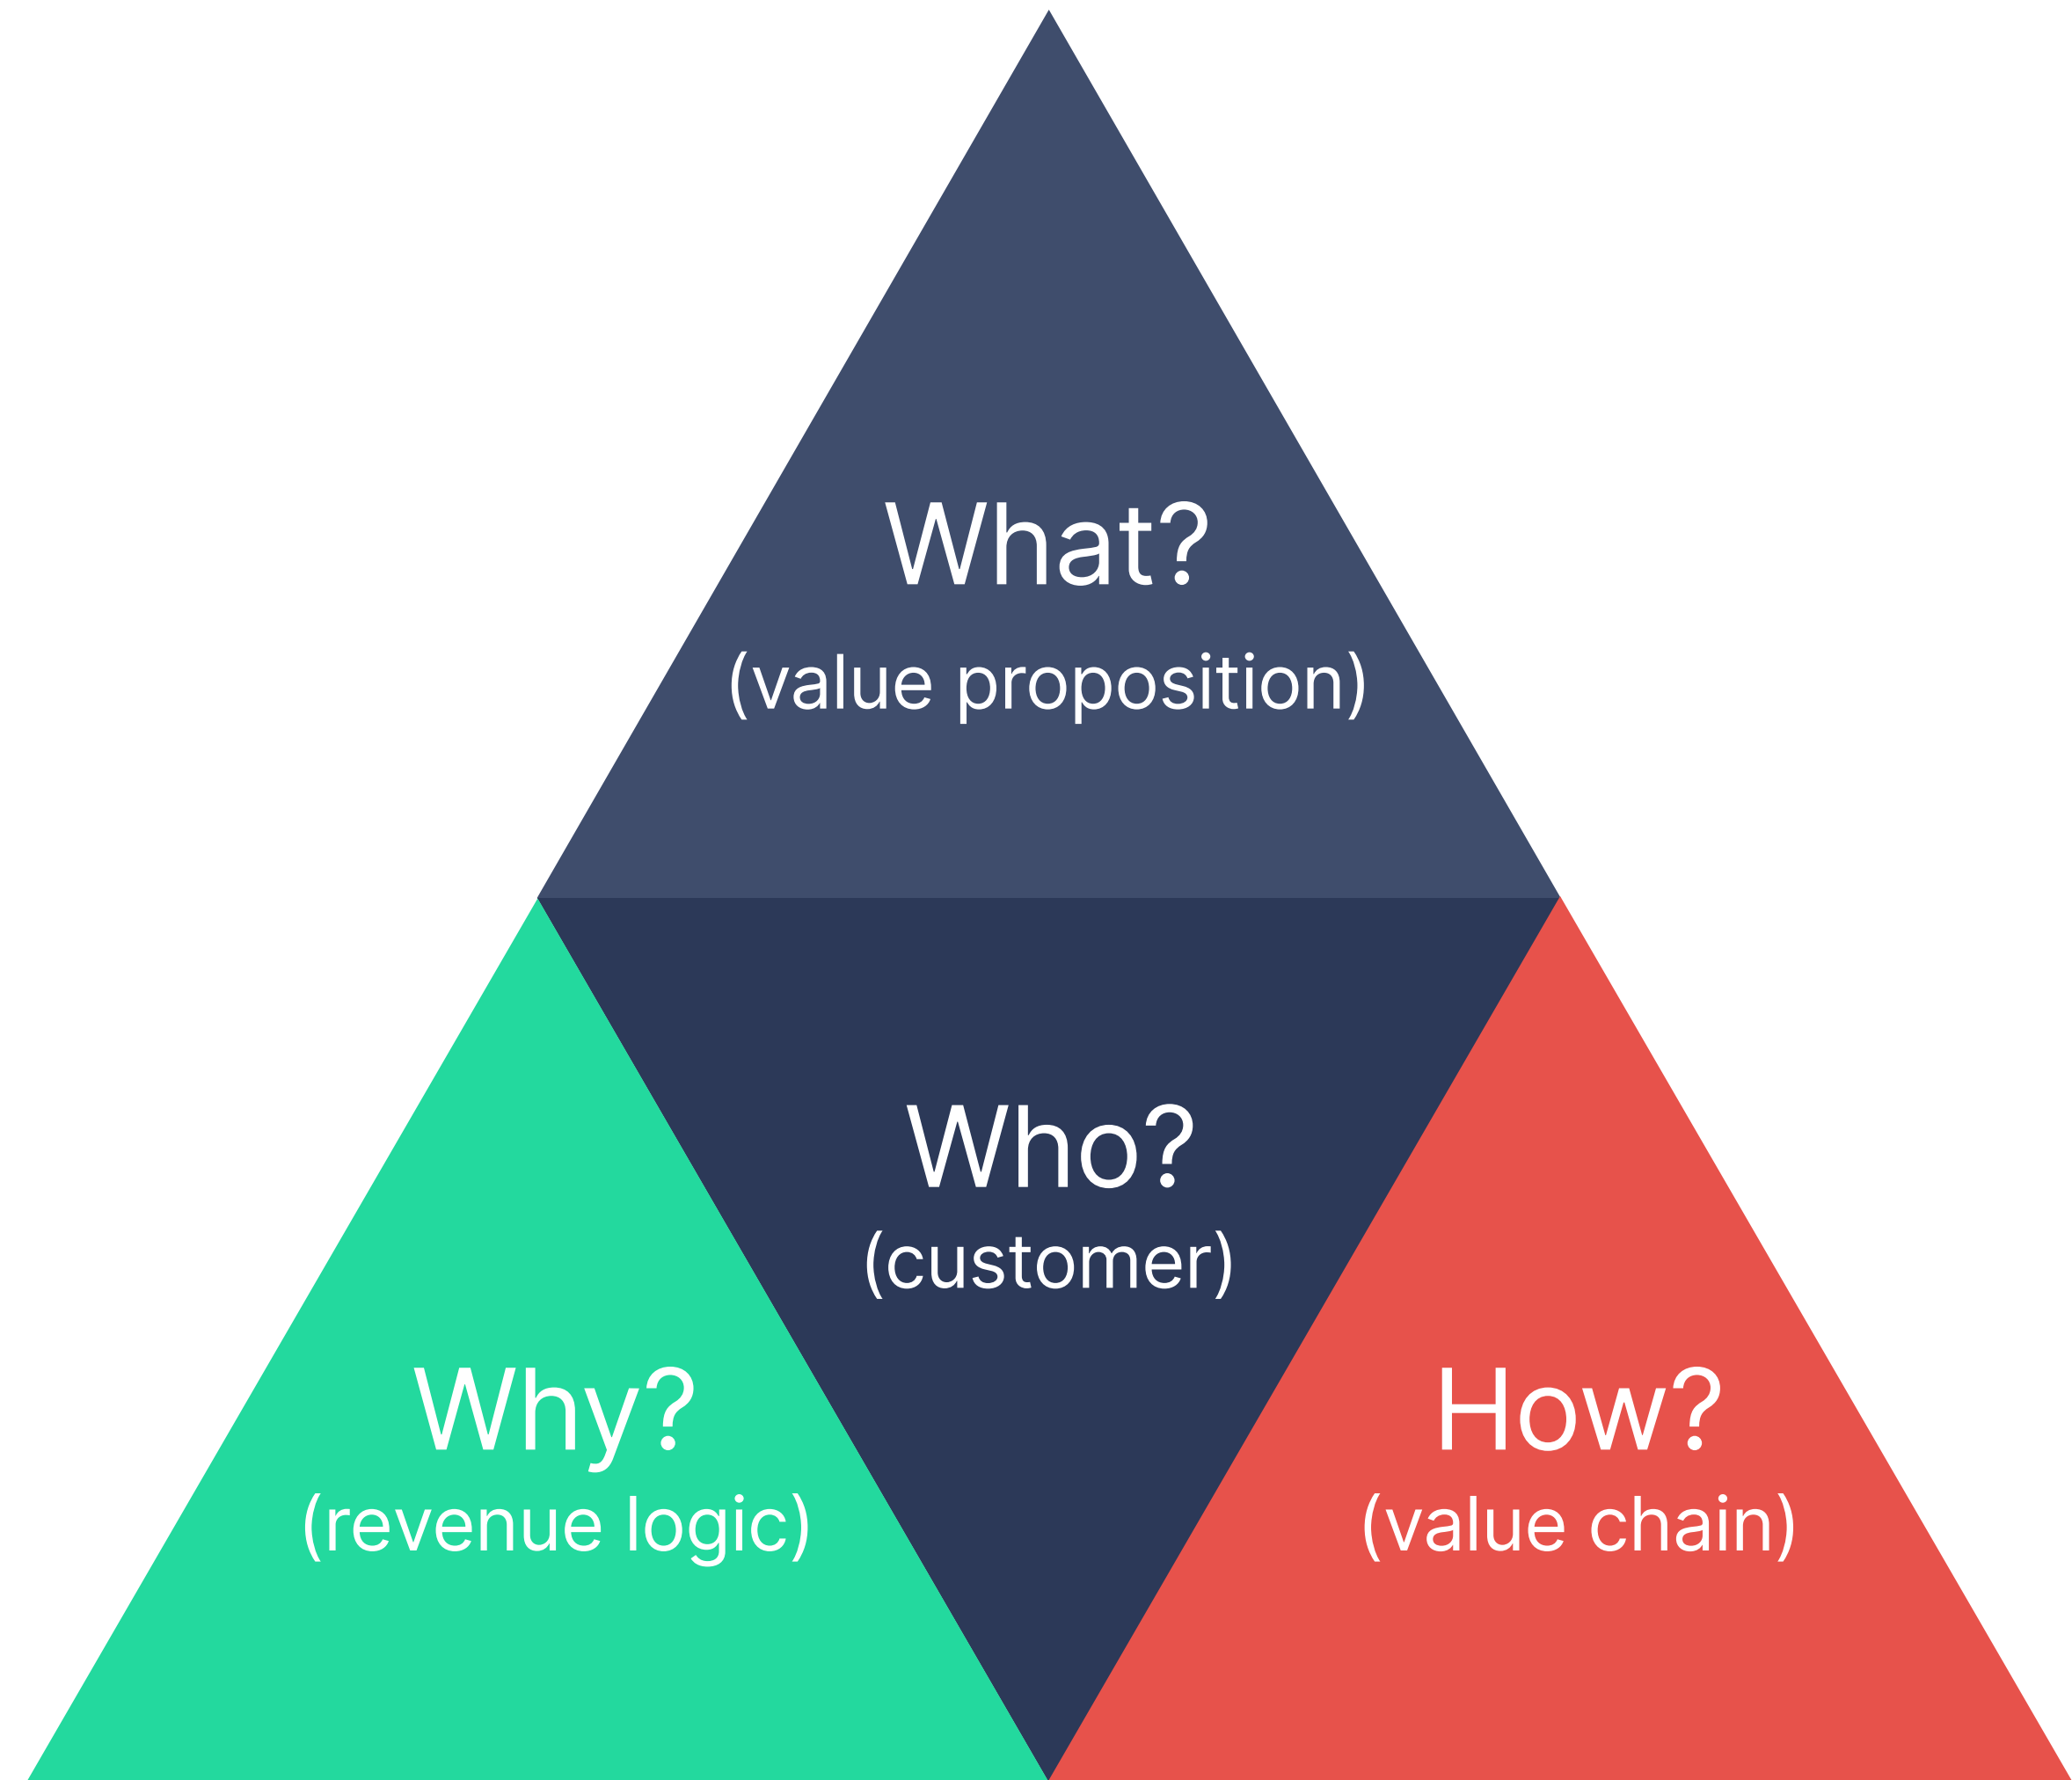 What?
(value proposition)
Who?
(customer)
Why?
(revenue logic)
How?
(value chain)